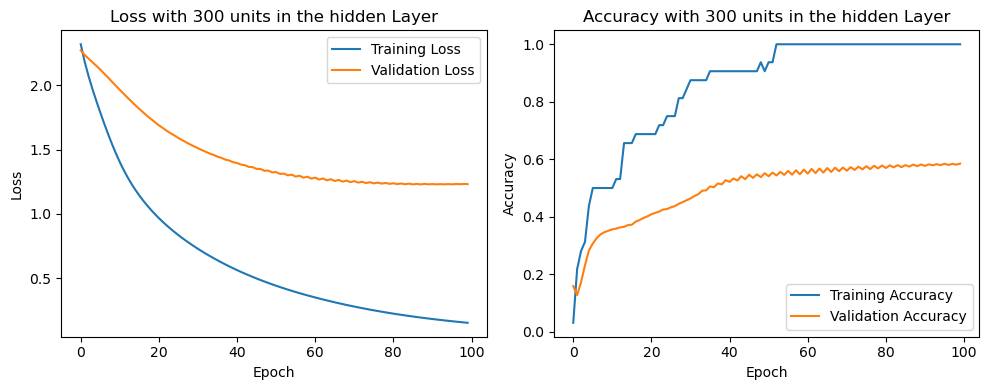 Loss with 300 units in the hidden Layer
Training Loss
Validation Loss
2.0
1.5
1.0
0.5
Loss
0 20 40 60 80 100
Epoch
Accuracy with 300 units in the hidden Layer
1.0
0.8
0.6
0.4
0.2
0.0
Accuracy
Training Accuracy
Validation Accuracy
0 20 40 60 80 100
Epoch